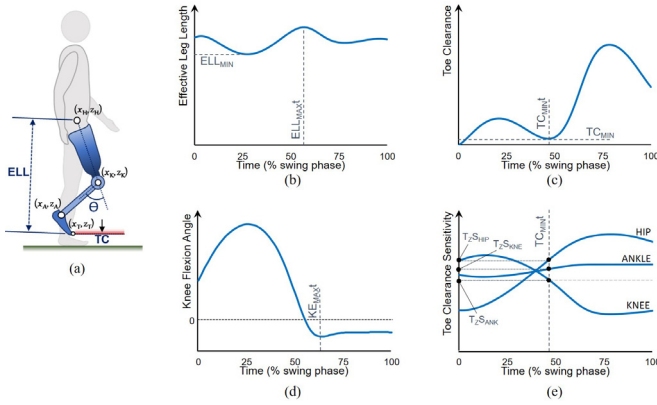 (x_H,z_H)
ELL
(x_K,z_K)
(x_A,z_A)
Θ
(x_T,z_T)
TC
(a)
Effective Leg Length
ELL_MIN
ELL_MAX t
0
25
50
75
100
Time (% swing phase)
(b)
Toe Clearance
TC_MIN t
TC_MIN
0
25
50
75
100
Time (% swing phase)
(c)
Knee Flexion Angle
0
KE_MAX t
0
25
50
75
100
Time (% swing phase)
(d)
Toe Clearance Sensitivity
T_ZS_HIP
T_ZS_KNEE
T_ZS_ANK
TC_MIN t
HIP
ANKLE
KNEE
0
25
50
75
100
Time (% swing phase)
(e)